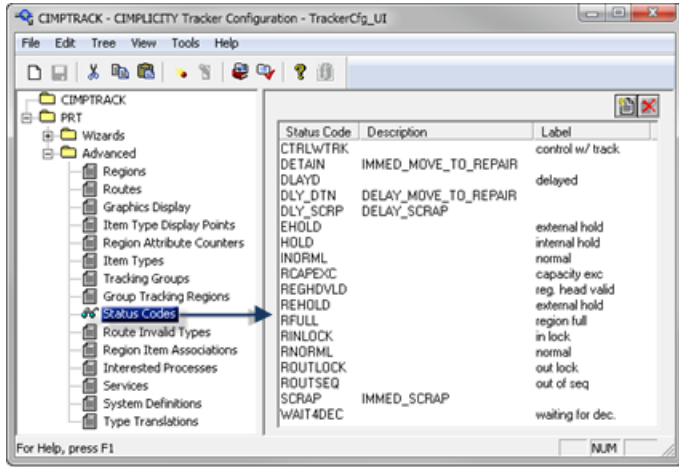 CIMPTRACK - CIMPLICITY Tracker Configuration - TrackerCfg_UI
File Edit Tree View Tools Help
CIMPTRACK
PRT
Wizards
Advanced
Regions
Routes
Graphics Display
Item Type Display Points
Region Attribute Counters
Item Types
Tracking Groups
Group Tracking Regions
Status Codes
Route Invalid Types
Region Item Associations
Interested Processes
Services
System Definitions
Type Translations
Status Code Description Label
CTRLWTRK control w/ track
DETAIN IMMED_MOVE_TO_REPAIR
DLAYD delayed
DLY_DTN DELAY_MOVE_TO_REPAIR
DLY_SCRP DELAY_SCRAP
EHOLD external hold
HOLD internal hold
INORML normal
RCAPEXC capacity exc
REGHDVLD reg. head valid
REHOLD external hold
RFULL region full
RINLOCK in lock
RNORML normal
ROUTLOCK out lock
ROUTSEQ out of seq
SCRAP IMMED_SCRAP
WAIT4DEC waiting for dec.
For Help, press F1 NUM